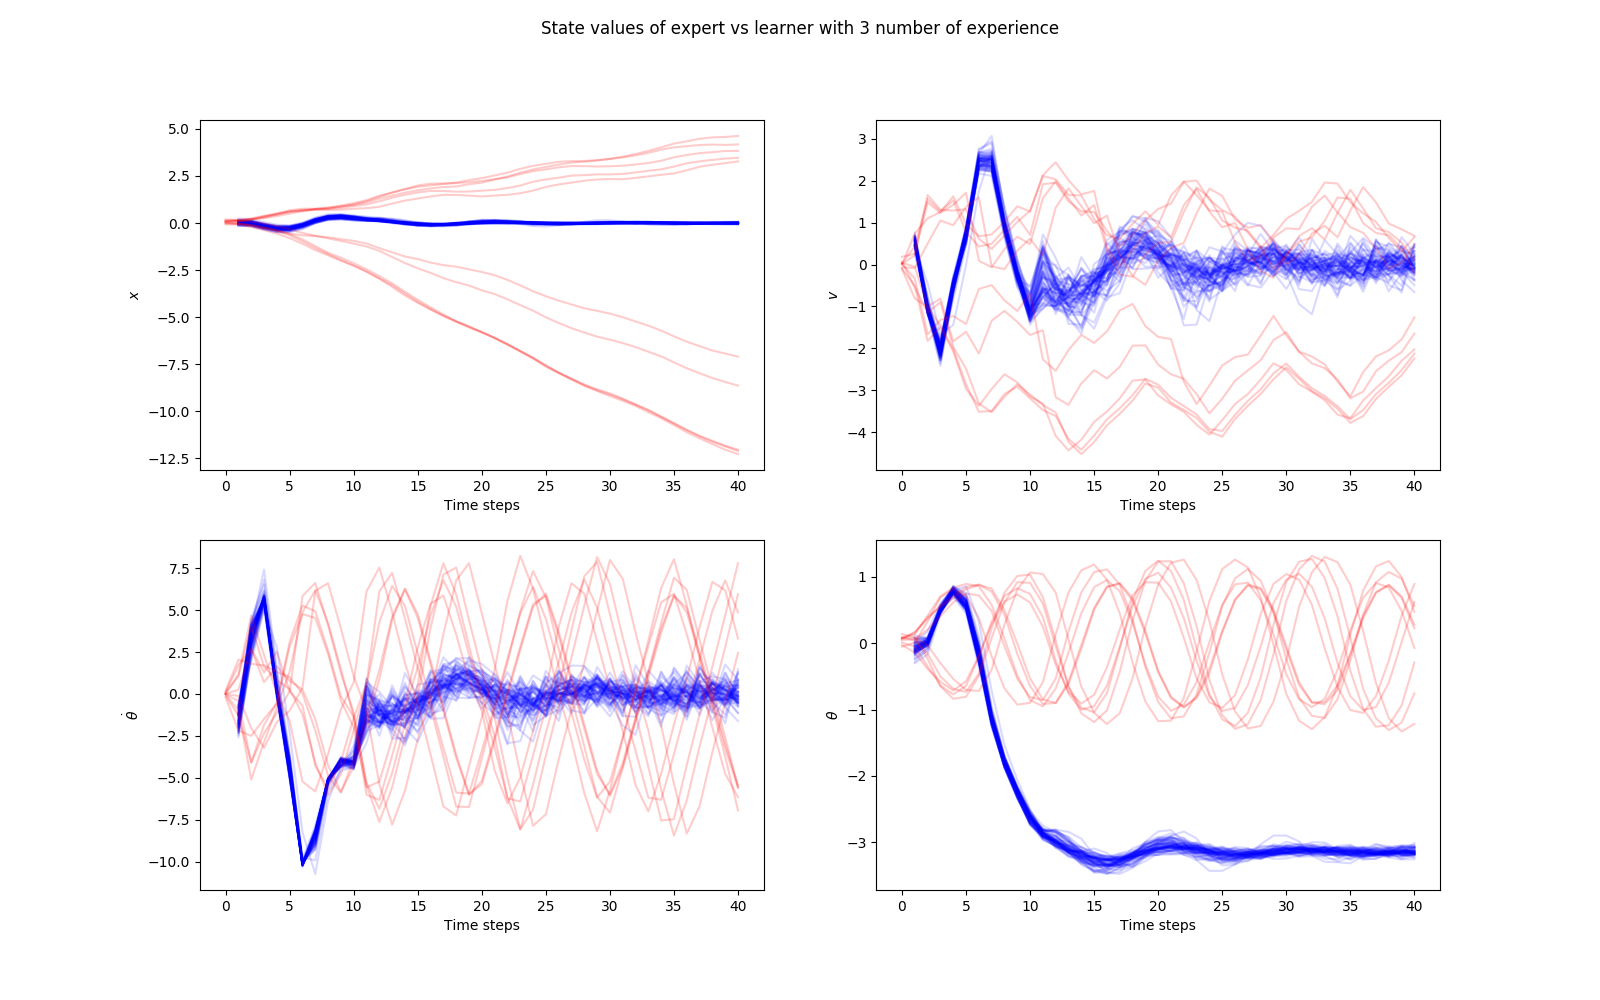 State values of expert vs learner with 3 number of experience
5.0
2.5
0.0
−2.5
−5.0
−7.5
−10.0
−12.5
x
0 5 10 15 20 25 30 35 40
Time steps
3
2
1
0
−1
−2
−3
−4
v
0 5 10 15 20 25 30 35 40
Time steps
7.5
5.0
2.5
0.0
−2.5
−5.0
−7.5
−10.0
θ̇
0 5 10 15 20 25 30 35 40
Time steps
1
0
−1
−2
−3
θ
0 5 10 15 20 25 30 35 40
Time steps